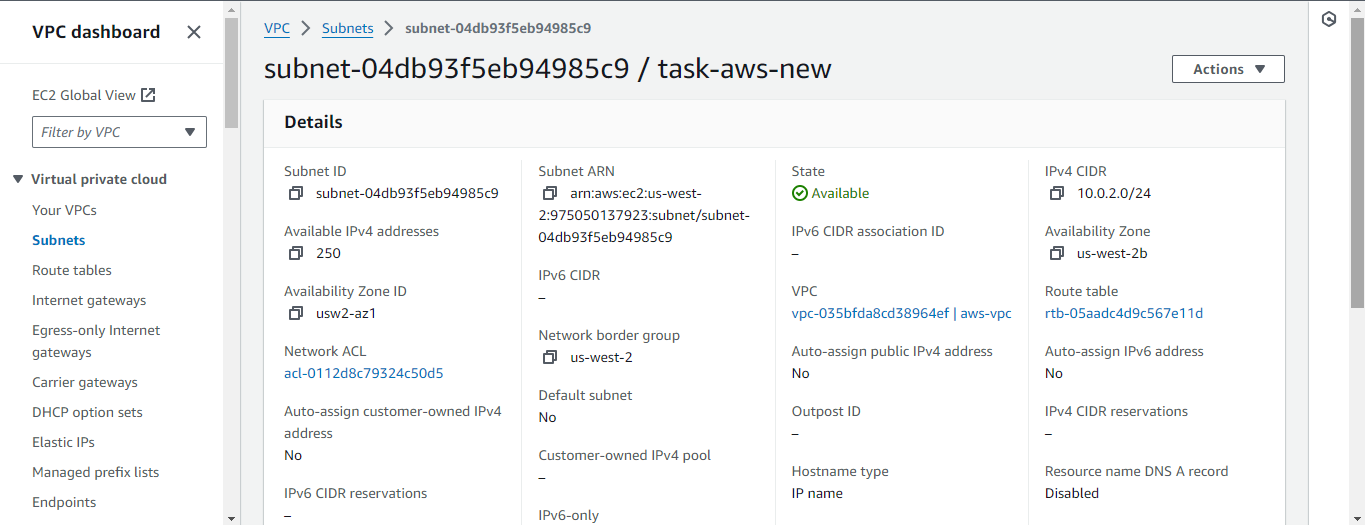 VPC dashboard
EC2 Global View
Filter by VPC
Virtual private cloud
Your VPCs
Subnets
Route tables
Internet gateways
Egress-only Internet
gateways
Carrier gateways
DHCP option sets
Elastic IPs
Managed prefix lists
Endpoints
VPC > Subnets > subnet-04db93f5eb94985c9
subnet-04db93f5eb94985c9 / task-aws-new
Actions
Details
Subnet ID
subnet-04db93f5eb94985c9
Available IPv4 addresses
250
Availability Zone ID
usw2-az1
Network ACL
acl-0112d8c79324c50d5
Auto-assign customer-owned IPv4
address
No
IPv6 CIDR reservations
–
Subnet ARN
arn:aws:ec2:us-west-
2:975050137923:subnet/subnet-
04db93f5eb94985c9
IPv6 CIDR
–
Network border group
us-west-2
Default subnet
No
Customer-owned IPv4 pool
–
IPv6-only
State
Available
IPv6 CIDR association ID
–
VPC
vpc-035bfda8cd38964ef | aws-vpc
Auto-assign public IPv4 address
No
Outpost ID
–
Hostname type
IP name
IPv4 CIDR
10.0.2.0/24
Availability Zone
us-west-2b
Route table
rtb-05aadc4d9c567e11d
Auto-assign IPv6 address
No
IPv4 CIDR reservations
–
Resource name DNS A record
Disabled